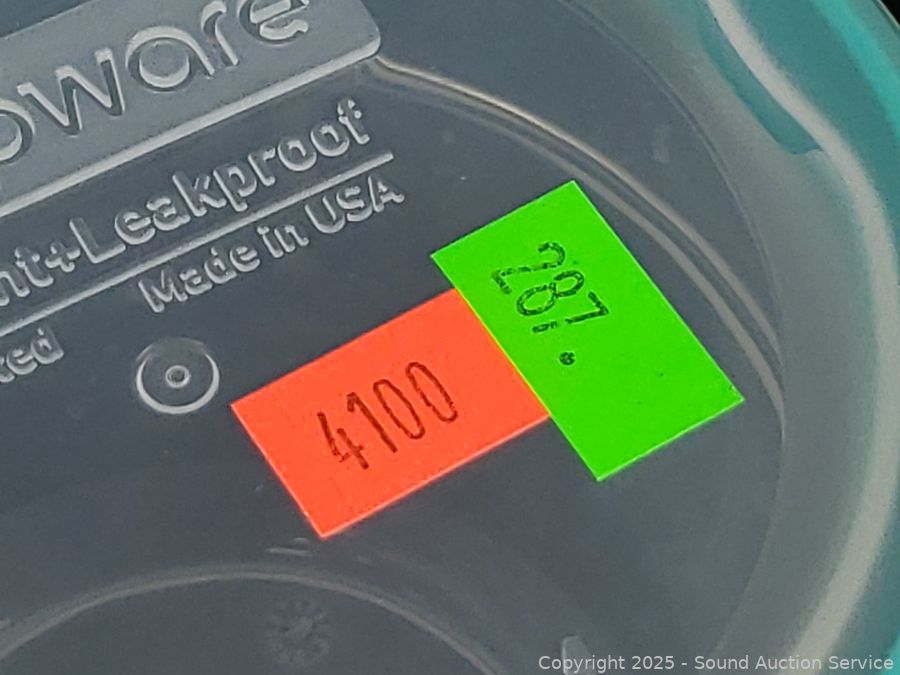 oware
nt+Leakproof
Made in USA
ted
287.
4100
Copyright 2025 - Sound Auction Service